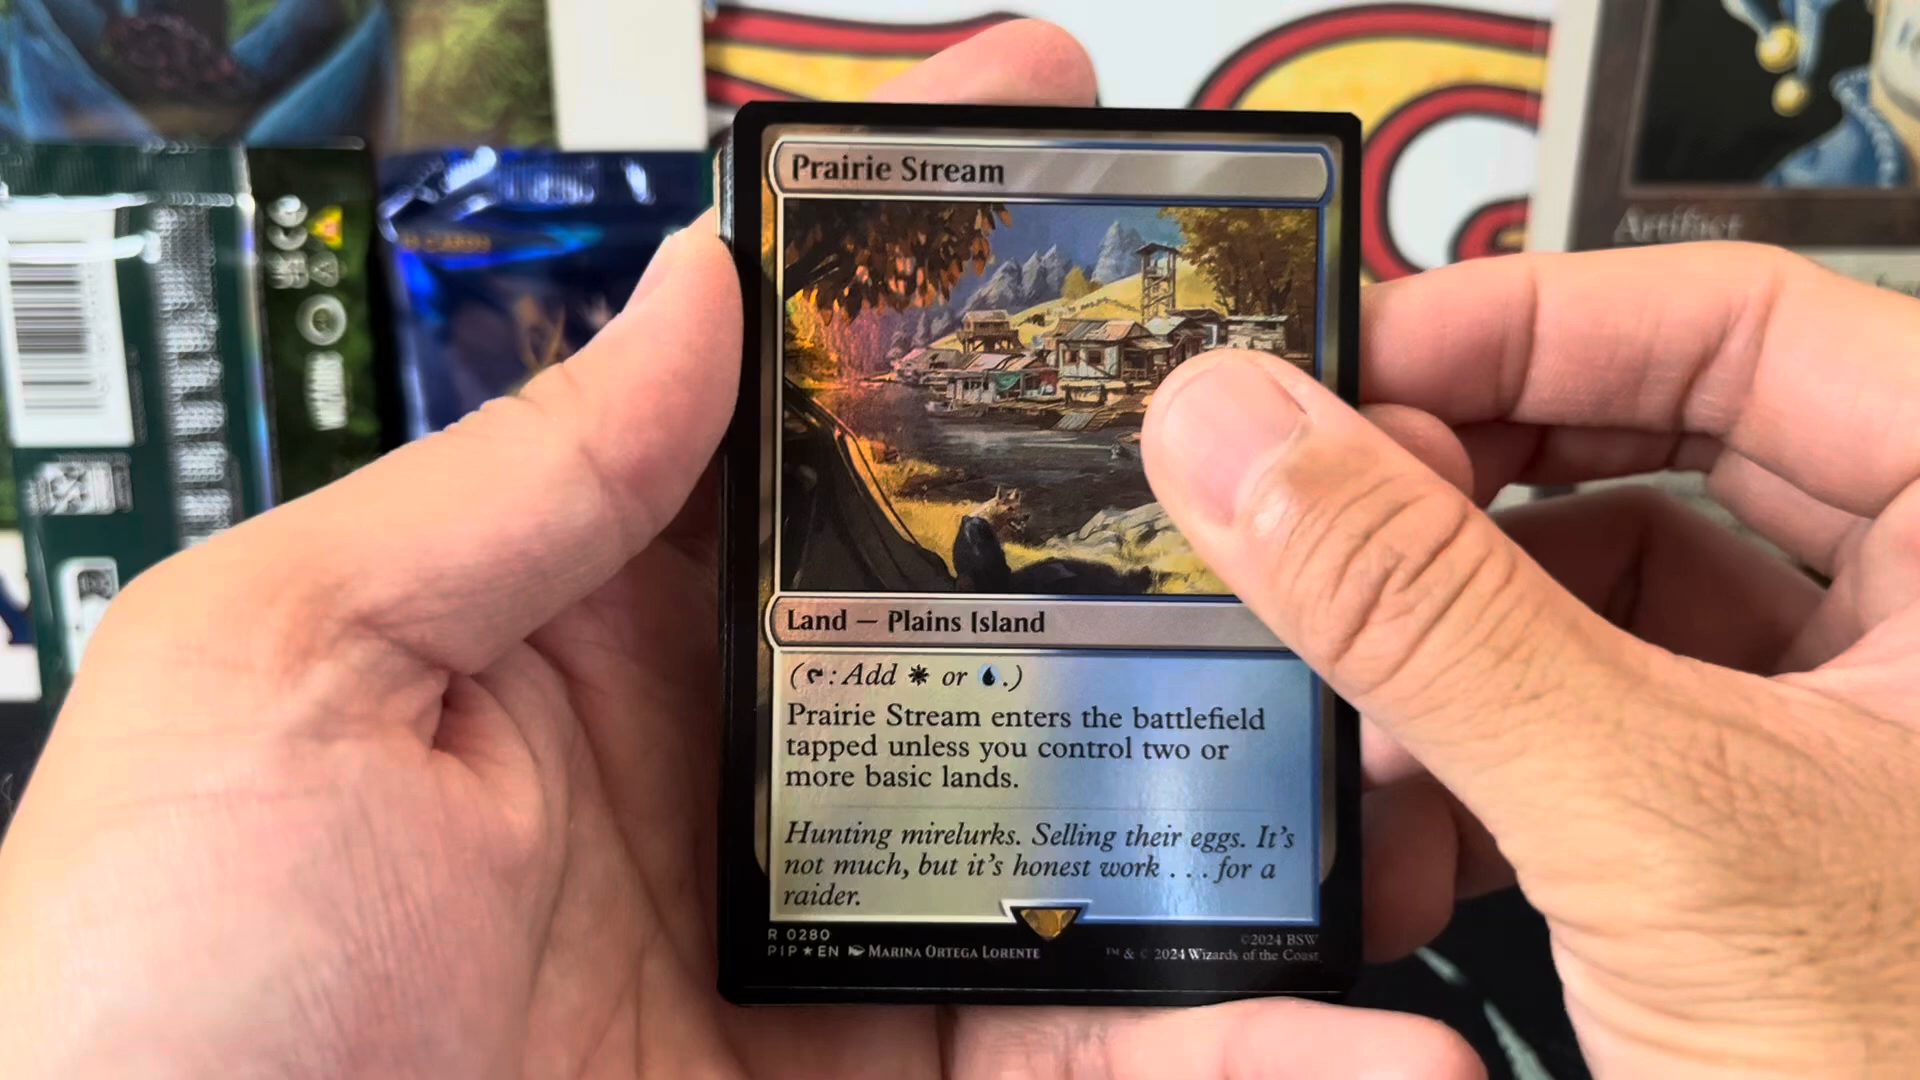 Prairie Stream
Artifact
Land — Plains Island
( : Add or .)
Prairie Stream enters the battlefield
tapped unless you control two or
more basic lands.
Hunting mirelurks. Selling their eggs. It's
not much, but it's honest work . . . for a
raider.
R 0280
PIP★EN MARINA ORTEGA LORENTE
©2024 BSW
™ & © 2024 Wizards of the Coast